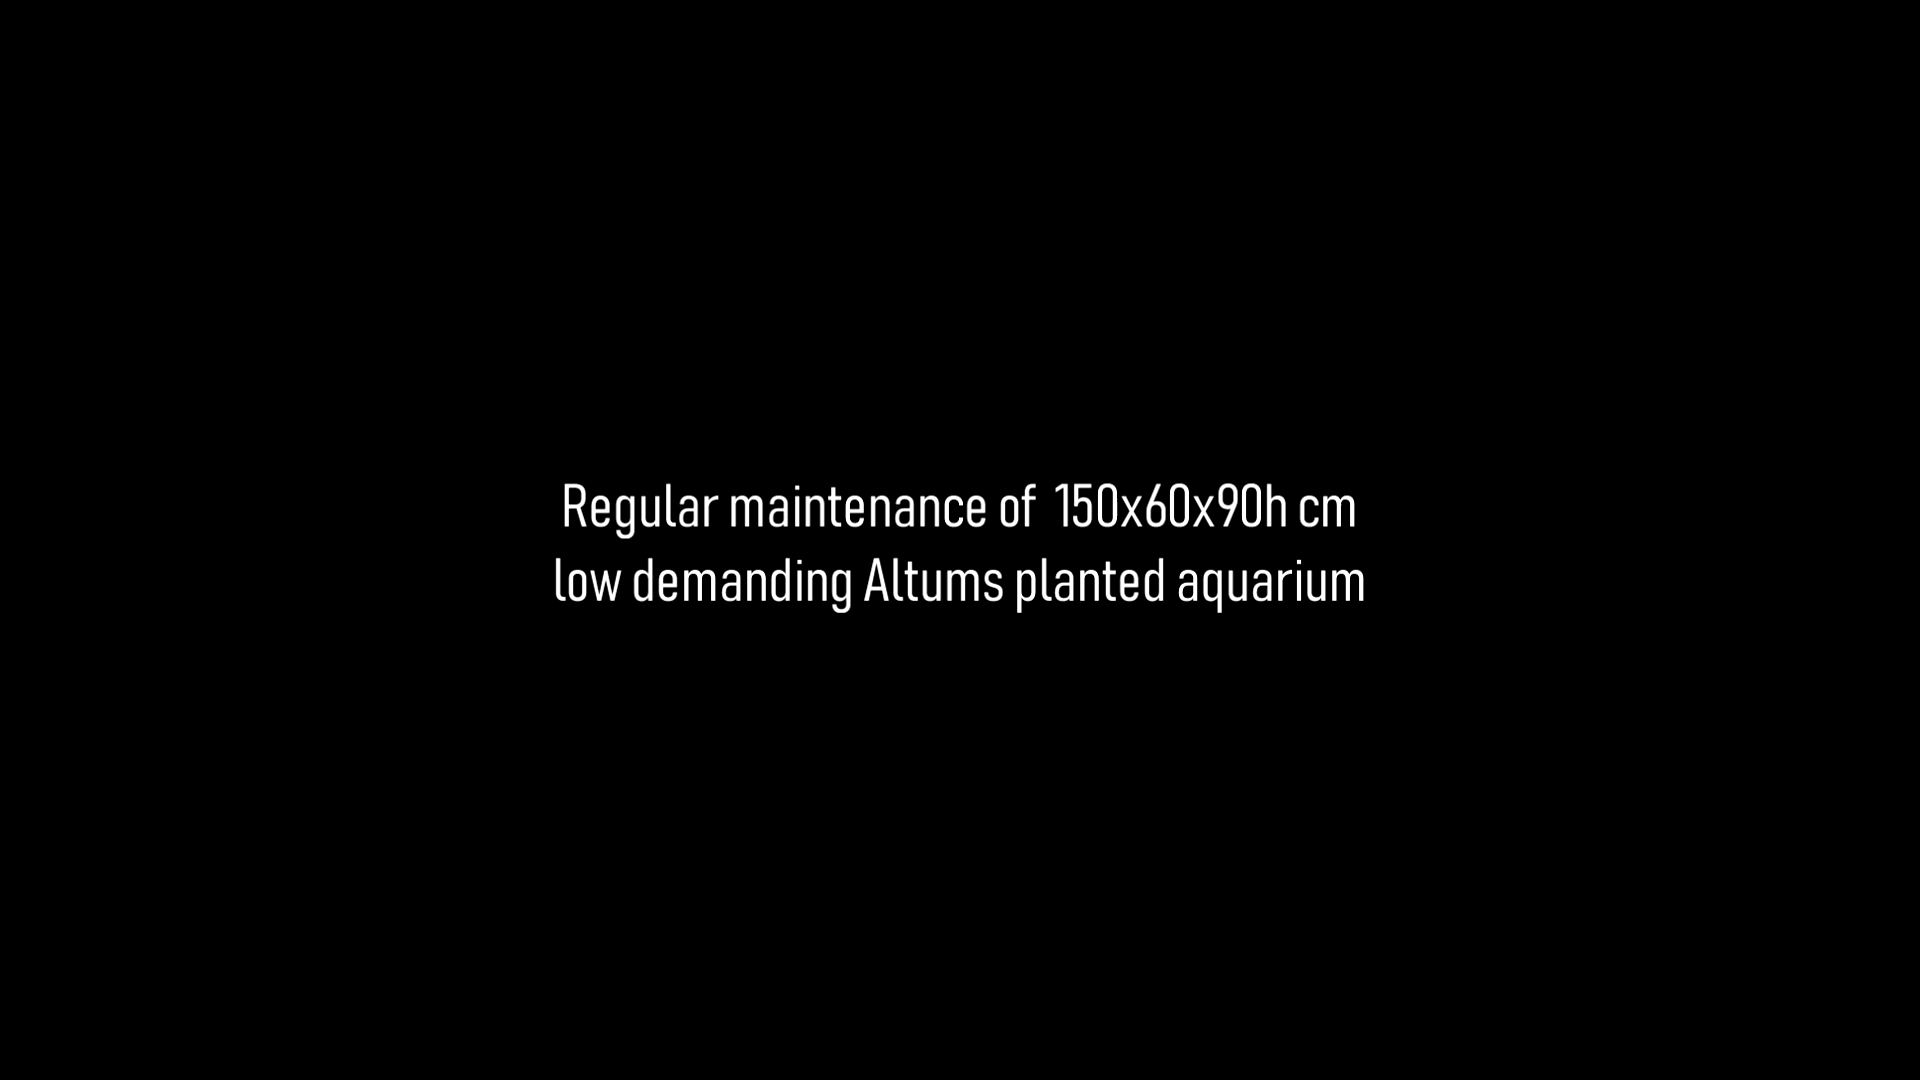 Regular maintenance of  150x60x90h cm
low demanding Altums planted aquarium